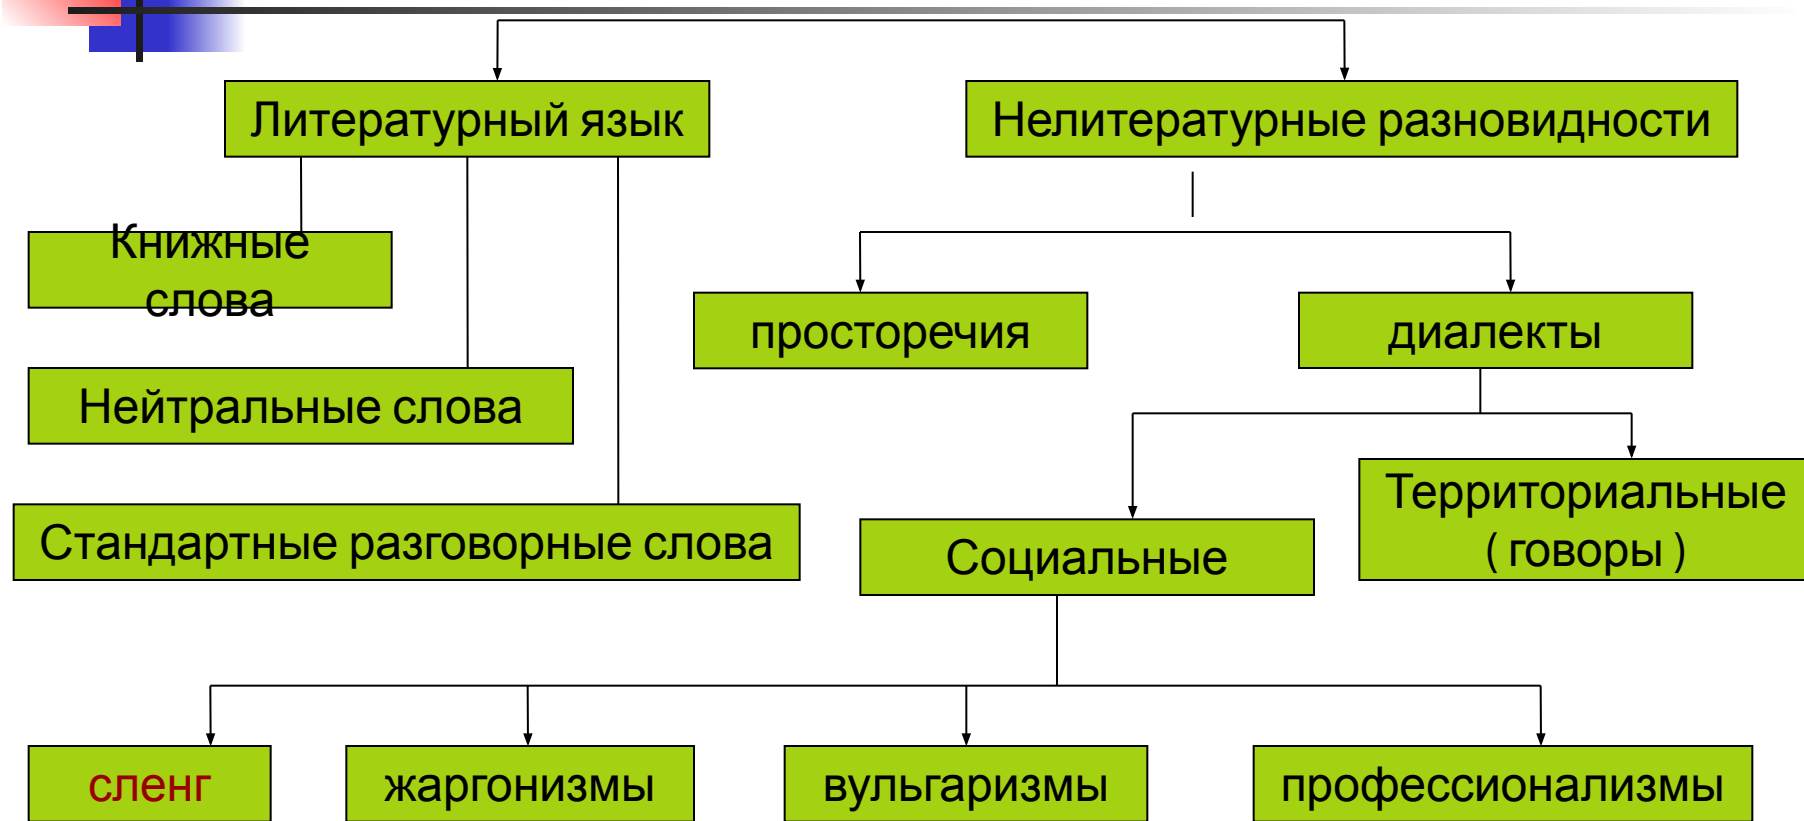 Литературный язык
Нелитературные разновидности
Книжные
слова
просторечия
диалекты
Нейтральные слова
Территориальные
( говоры )
Стандартные разговорные слова
Социальные
сленг
жаргонизмы
вульгаризмы
профессионализмы